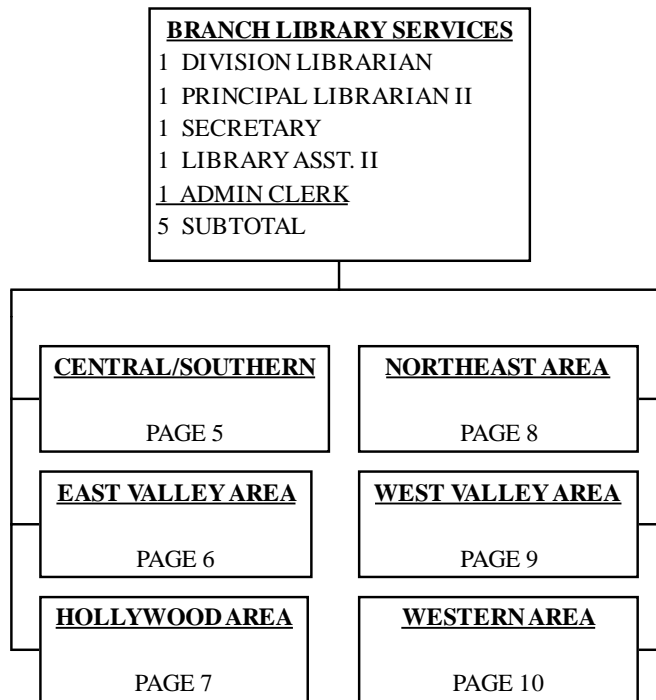 BRANCH LIBRARY SERVICES
1 DIVISION LIBRARIAN
1 PRINCIPAL LIBRARIAN II
1 SECRETARY
1 LIBRARY ASST. II
1 ADMIN CLERK
5 SUBTOTAL
CENTRAL/SOUTHERN
PAGE 5
EAST VALLEY AREA
PAGE 6
HOLLYWOOD AREA
PAGE 7
NORTHEAST AREA
PAGE 8
WEST VALLEY AREA
PAGE 9
WESTERN AREA
PAGE 10